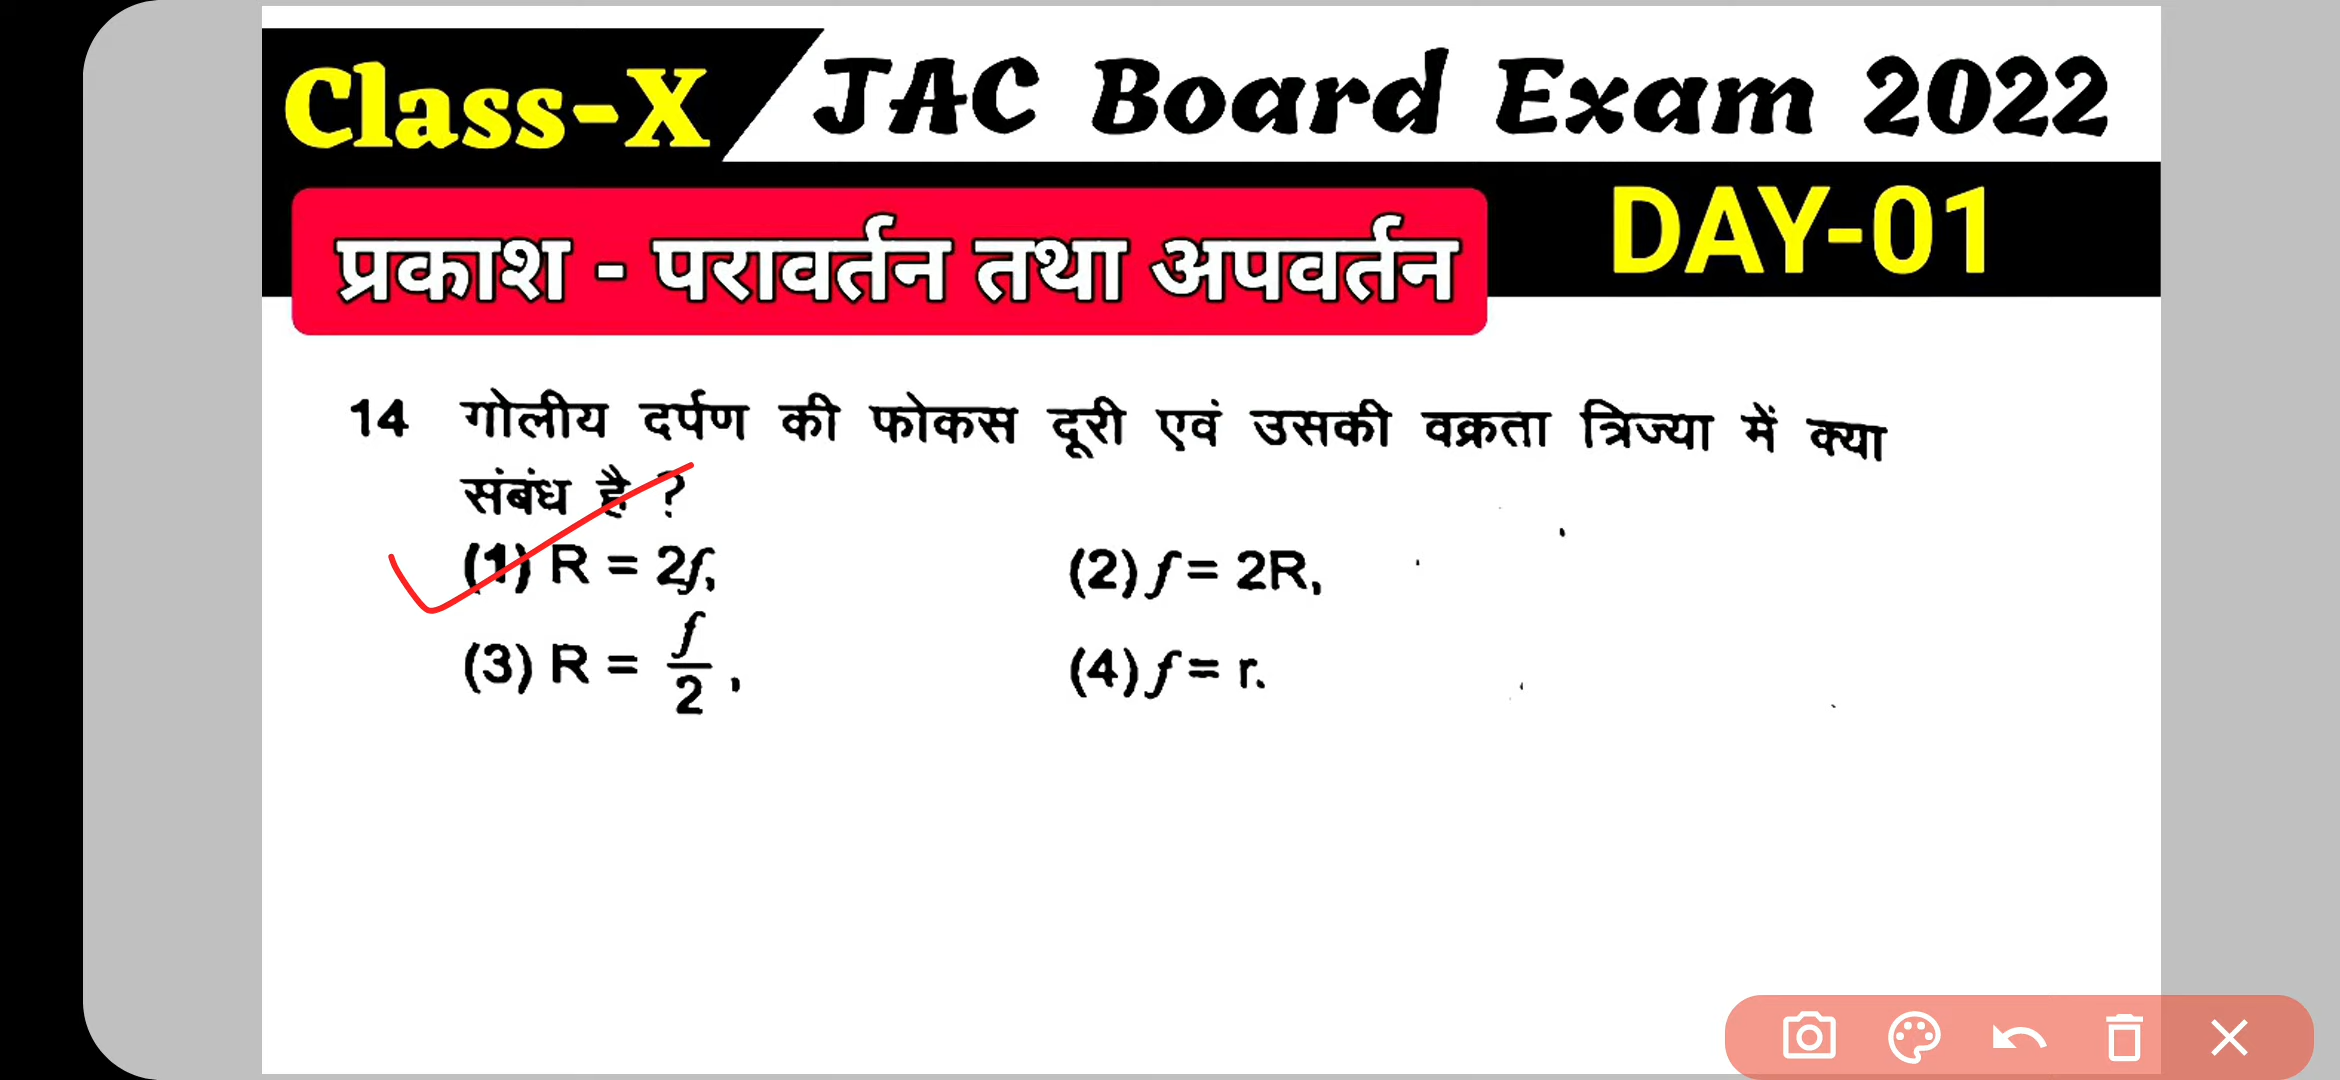 Class-X JAC Board Exam 2022
DAY-01
प्रकाश - परावर्तन तथा अपवर्तन
14 गोलीय दर्पण की फोकस दूरी एवं उसकी वक्रता त्रिज्या में क्या
संबंध है ?
(1) R = 2f, (2) f = 2R,
(3) R = f/2, (4) f = r.